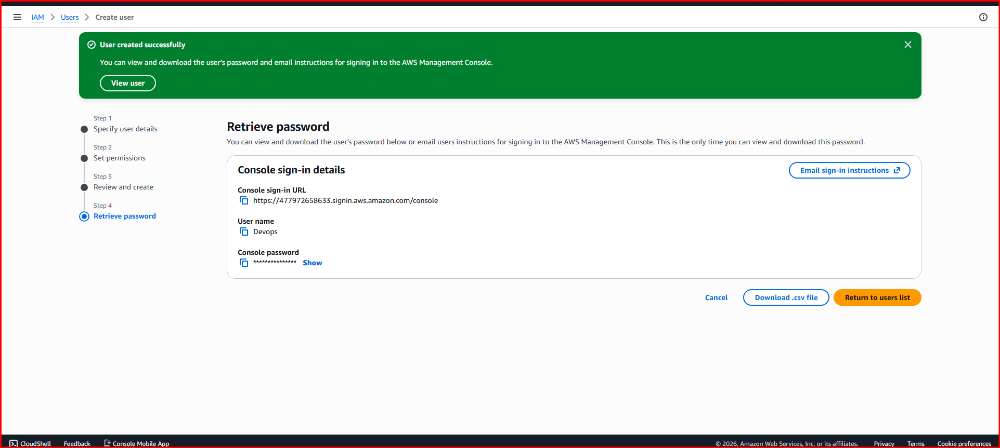 IAM > Users > Create user
User created successfully
You can view and download the user's password and email instructions for signing in to the AWS Management Console.
View user
Step 1
Specify user details
Step 2
Set permissions
Step 3
Review and create
Step 4
Retrieve password
Retrieve password
You can view and download the user's password below or email users instructions for signing in to the AWS Management Console. This is the only time you can view and download this password.
Console sign-in details
Email sign-in instructions
Console sign-in URL
https://477972658633.signin.aws.amazon.com/console
User name
Devops
Console password
*************** Show
Cancel
Download .csv file
Return to users list
CloudShell Feedback Console Mobile App
© 2026, Amazon Web Services, Inc. or its affiliates. Privacy Terms Cookie preferences